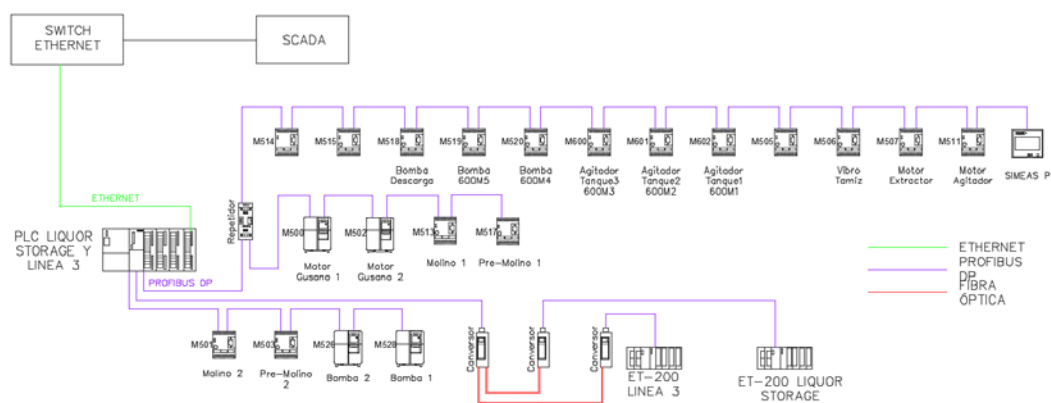 SWITCH
ETHERNET
SCADA
M514
M515
M518
M519
M520
M600
M601
M602
M505
M506
M507
M511
Bomba
Descarga
Bomba
600M5
Bomba
600M4
Agitador
Tanque3
600M3
Agitador
Tanque2
600M2
Agitador
Tanque1
600M1
Vibro
Tamiz
Motor
Extractor
Motor
Agitador
SIMEAS P
ETHERNET
Repetidor
PLC LIQUOR
STORAGE Y
LINEA 3
PROFIBUS DP
M500
M502
M513
M517
Motor
Gusano 1
Motor
Gusano 2
Molino 1
Pre-Molino 1
ETHERNET
PROFIBUS
DP
FIBRA
ÓPTICA
M501
M503
M526
M528
Molino 2
Pre-Molino
2
Bomba 2
Bomba 1
Conversor
Conversor
Conversor
ET-200
LINEA 3
ET-200 LIQUOR
STORAGE